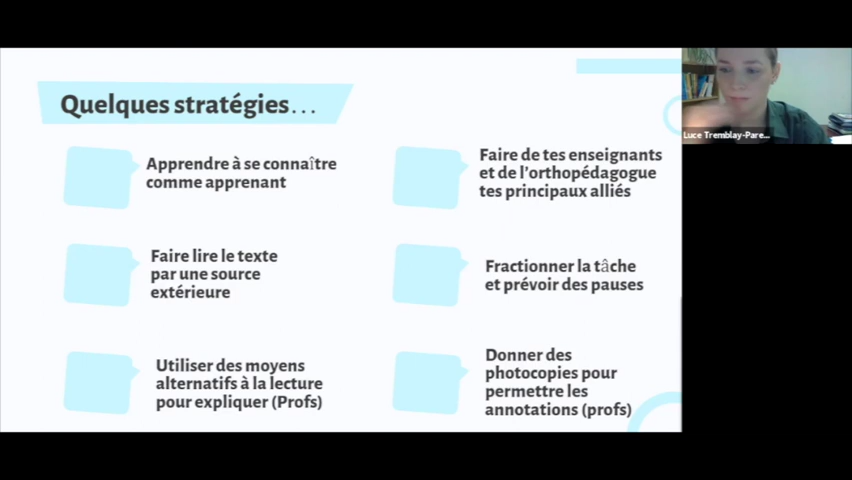 Quelques stratégies...
Apprendre à se connaître
comme apprenant
Faire lire le texte
par une source
extérieure
Utiliser des moyens
alternatifs à la lecture
pour expliquer (Profs)
Faire de tes enseignants
et de l'orthopédagogue
tes principaux alliés
Fractionner la tâche
et prévoir des pauses
Donner des
photocopies pour
permettre les
annotations (profs)
Luce Tremblay-Pare...